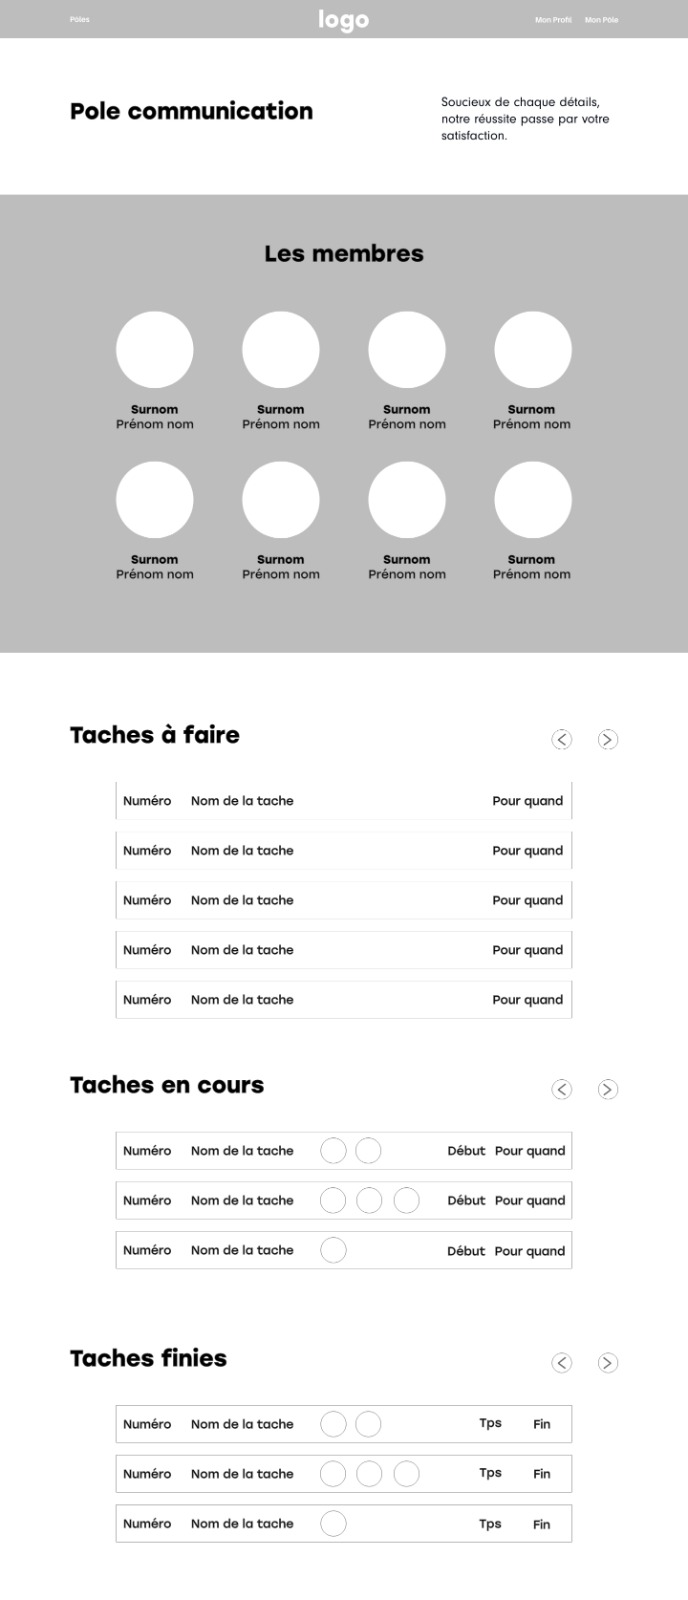 Pôles logo Mon Profil Mon Pôle
Pole communication
Soucieux de chaque détails,
notre réussite passe par votre
satisfaction.
Les membres
Surnom Surnom Surnom Surnom
Prénom nom Prénom nom Prénom nom Prénom nom
Surnom Surnom Surnom Surnom
Prénom nom Prénom nom Prénom nom Prénom nom
Taches à faire
Numéro Nom de la tache Pour quand
Numéro Nom de la tache Pour quand
Numéro Nom de la tache Pour quand
Numéro Nom de la tache Pour quand
Numéro Nom de la tache Pour quand
Taches en cours
Numéro Nom de la tache Début Pour quand
Numéro Nom de la tache Début Pour quand
Numéro Nom de la tache Début Pour quand
Taches finies
Numéro Nom de la tache Tps Fin
Numéro Nom de la tache Tps Fin
Numéro Nom de la tache Tps Fin